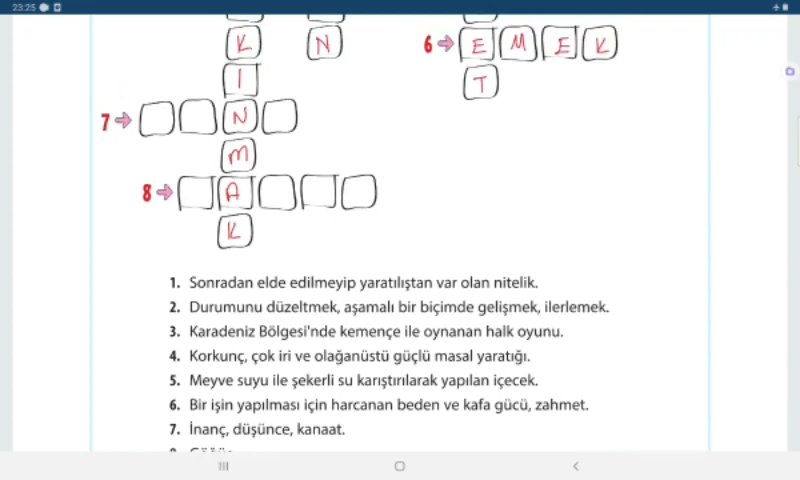 23:25
K N 6 E M E K
I T
7 N
M
8 A
K
1. Sonradan elde edilmeyip yaratılıştan var olan nitelik.
2. Durumunu düzeltmek, aşamalı bir biçimde gelişmek, ilerlemek.
3. Karadeniz Bölgesi'nde kemençe ile oynanan halk oyunu.
4. Korkunç, çok iri ve olağanüstü güçlü masal yaratığı.
5. Meyve suyu ile şekerli su karıştırılarak yapılan içecek.
6. Bir işin yapılması için harcanan beden ve kafa gücü, zahmet.
7. İnanç, düşünce, kanaat.